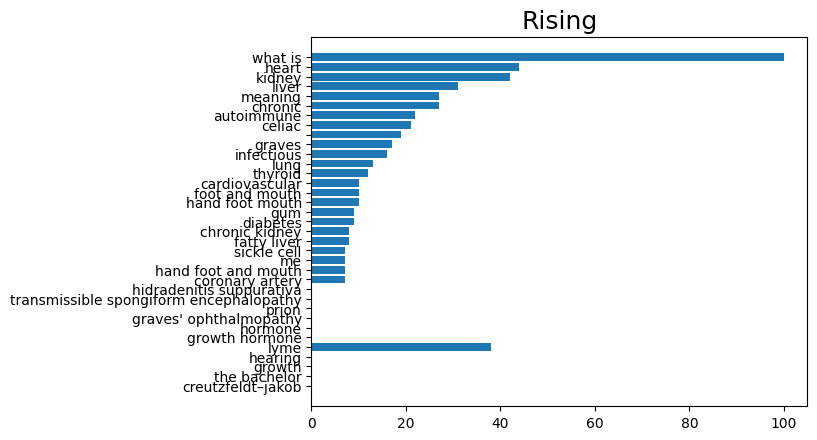 Rising
what is
heart
kidney
liver
meaning
chronic
autoimmune
celiac
graves
infectious
lung
thyroid
cardiovascular
foot and mouth
hand foot mouth
gum
diabetes
chronic kidney
fatty liver
sickle cell
me
hand foot and mouth
coronary artery
hidradenitis suppurativa
transmissible spongiform encephalopathy
prion
graves' ophthalmopathy
hormone
growth hormone
lyme
hearing
growth
the bachelor
creutzfeldt–jakob
0 20 40 60 80 100